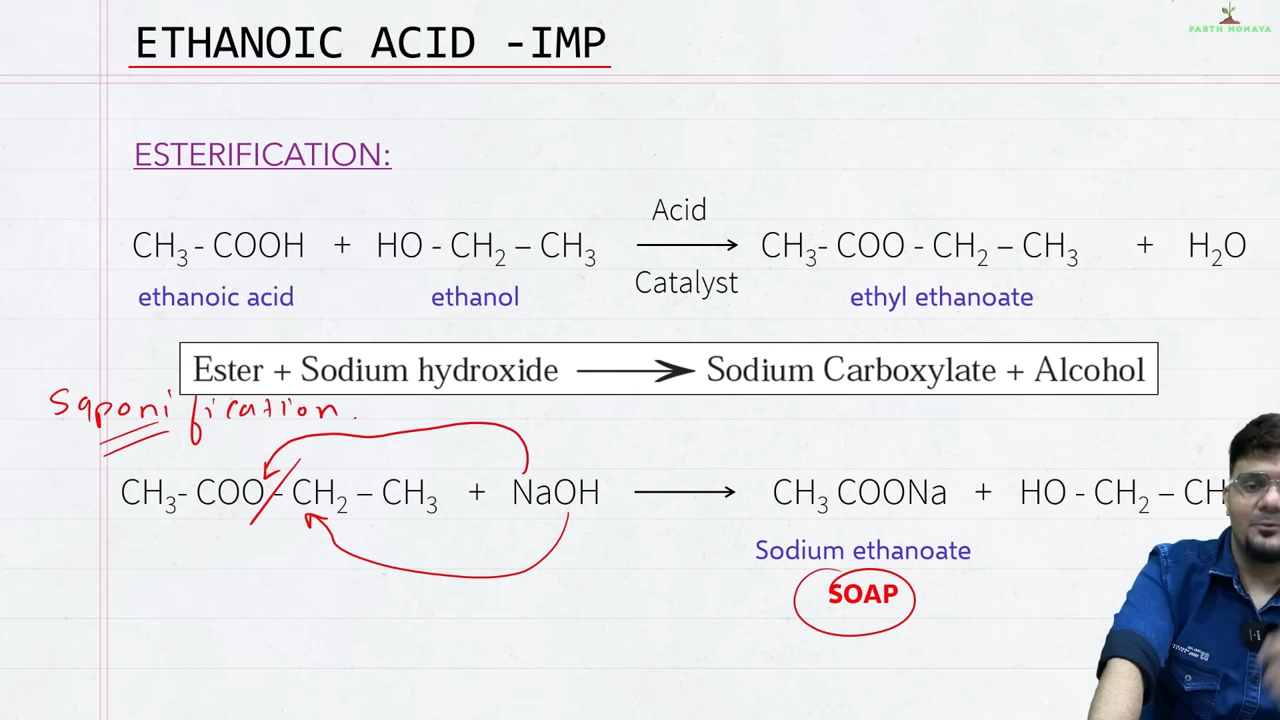 PARTH MOMAYA
ETHANOIC ACID -IMP
ESTERIFICATION:
CH₃ - COOH + HO - CH₂ – CH₃ Acid Catalyst → CH₃- COO - CH₂ – CH₃ + H₂O
ethanoic acid ethanol ethyl ethanoate
Ester + Sodium hydroxide → Sodium Carboxylate + Alcohol
Saponification.
CH₃- COO - CH₂ – CH₃ + NaOH → CH₃ COONa + HO - CH₂ – CH
Sodium ethanoate
SOAP